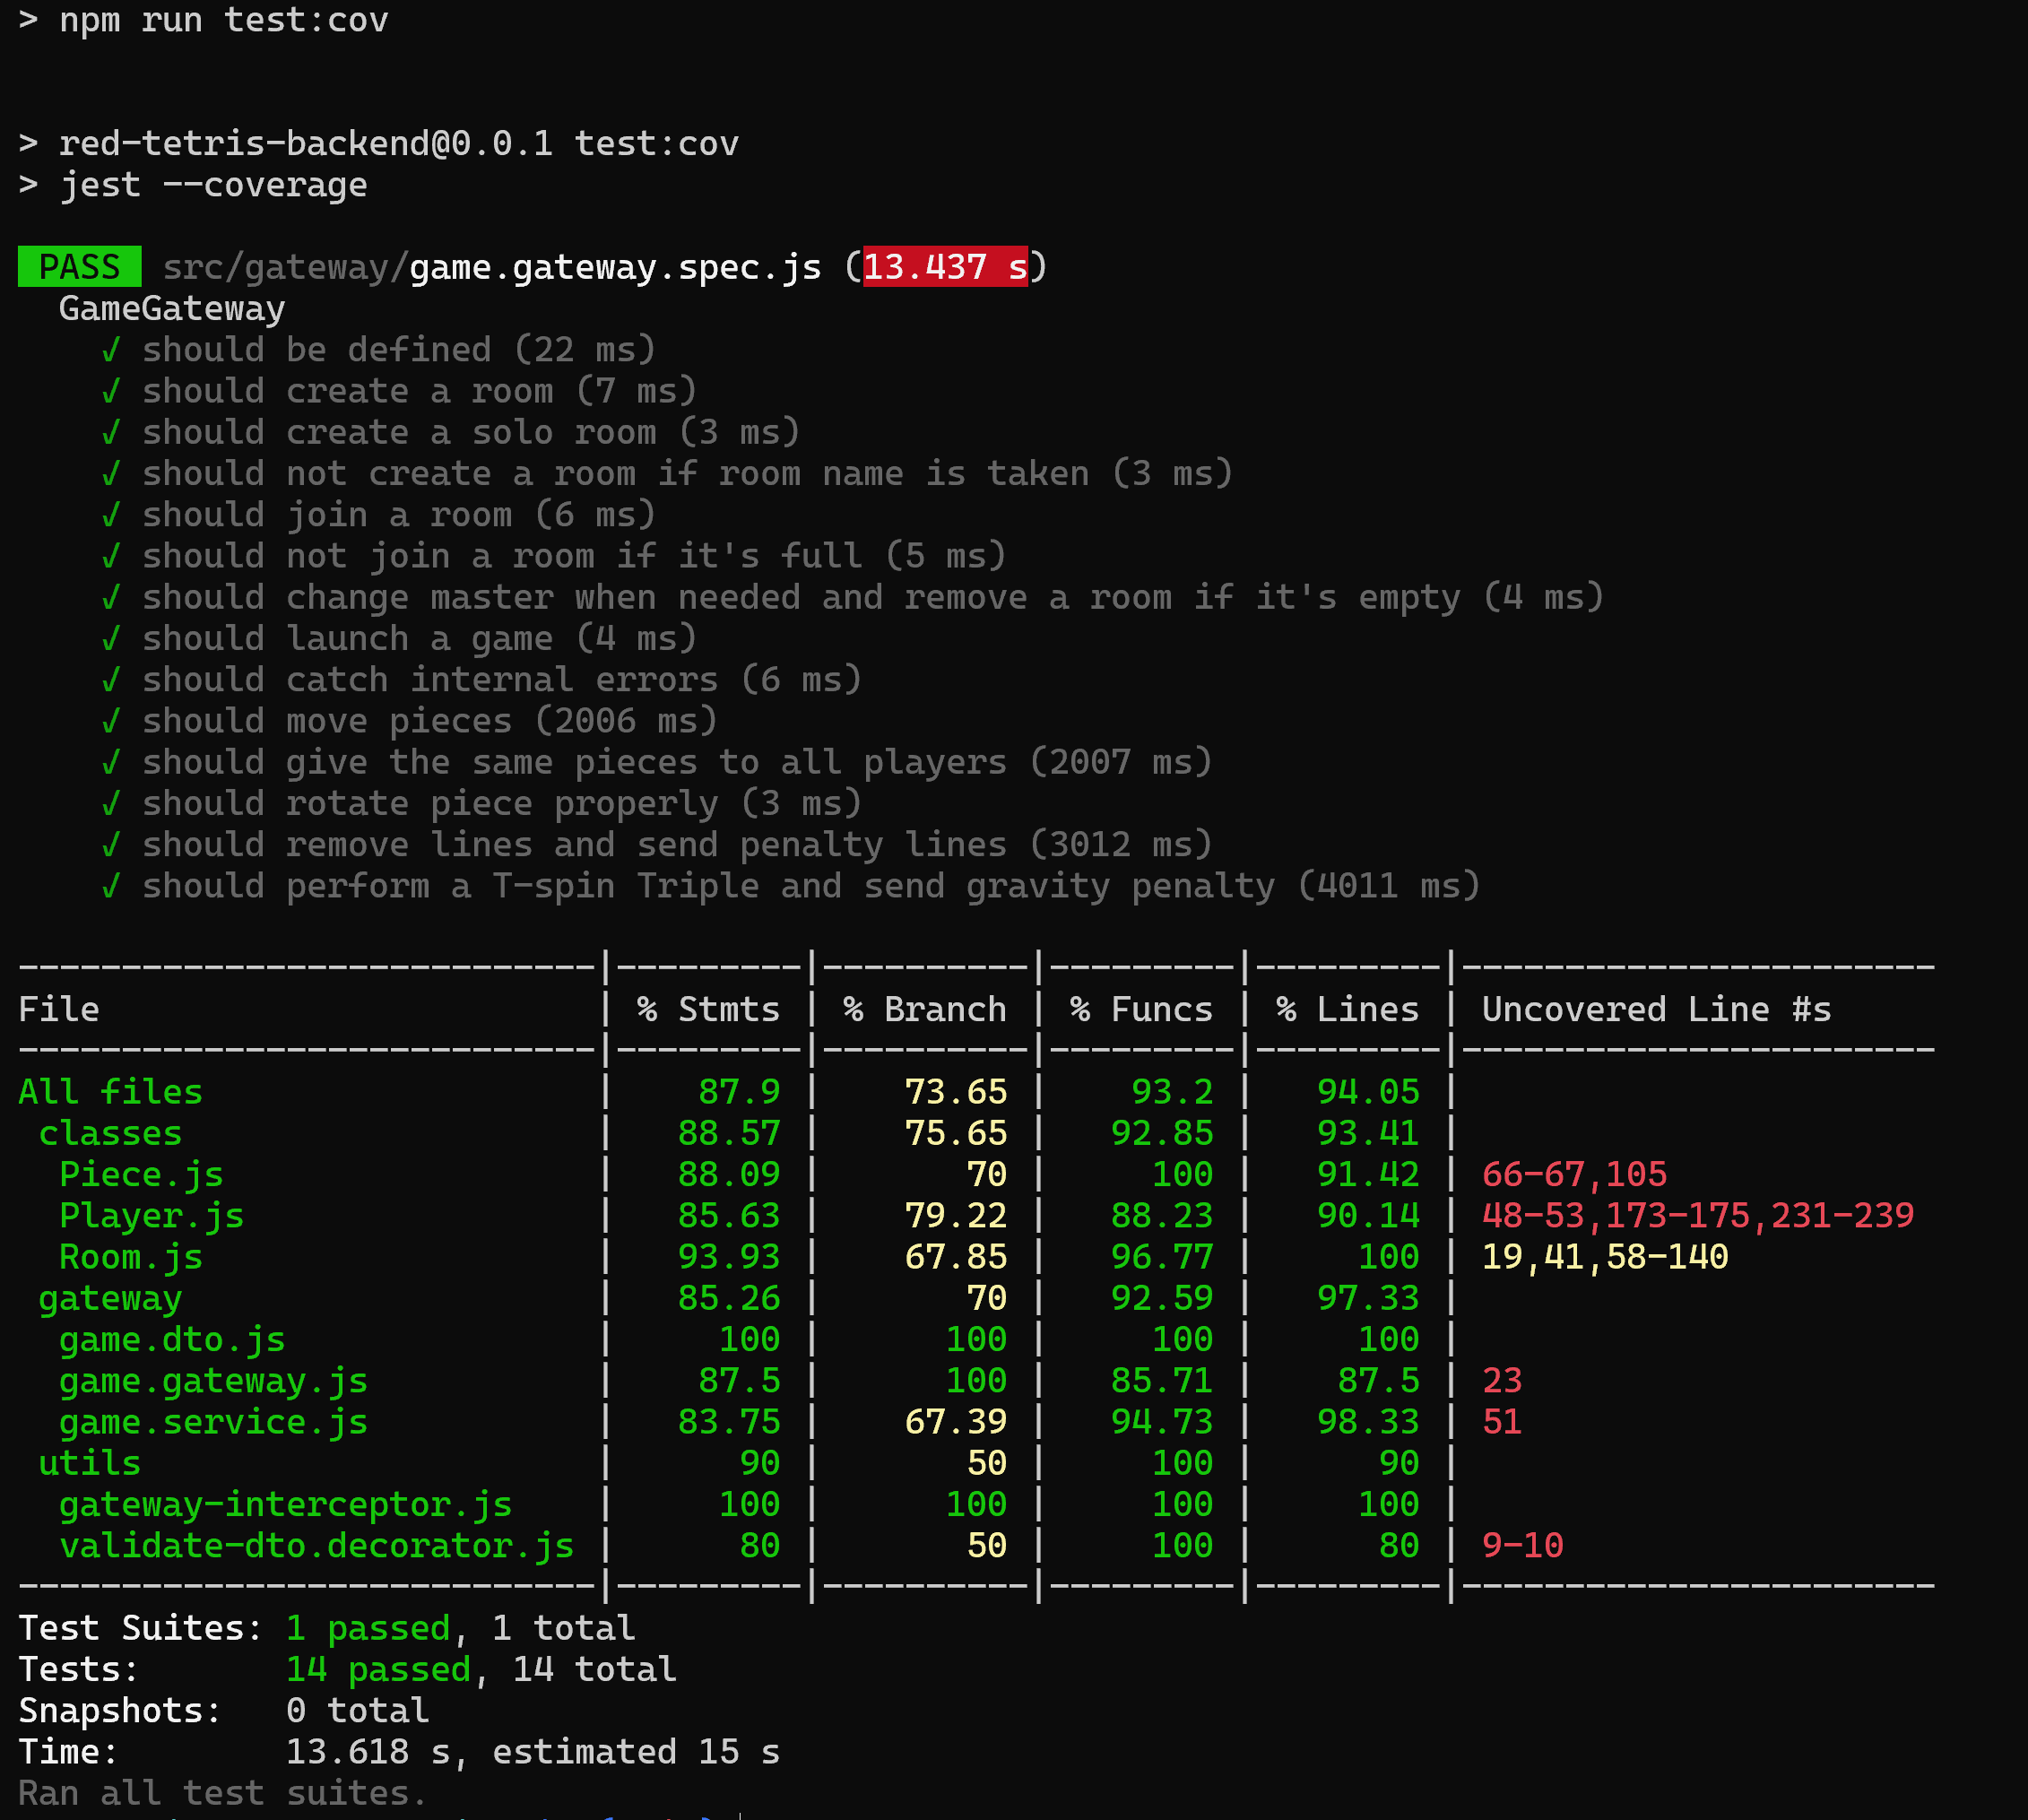 > npm run test:cov
> red-tetris-backend@0.0.1 test:cov
> jest --coverage
PASS src/gateway/game.gateway.spec.js (13.437 s)
GameGateway
√ should be defined (22 ms)
√ should create a room (7 ms)
√ should create a solo room (3 ms)
√ should not create a room if room name is taken (3 ms)
√ should join a room (6 ms)
√ should not join a room if it's full (5 ms)
√ should change master when needed and remove a room if it's empty (4 ms)
√ should launch a game (4 ms)
√ should catch internal errors (6 ms)
√ should move pieces (2006 ms)
√ should give the same pieces to all players (2007 ms)
√ should rotate piece properly (3 ms)
√ should remove lines and send penalty lines (3012 ms)
√ should perform a T-spin Triple and send gravity penalty (4011 ms)
----------------------------|---------|----------|---------|---------|-----------------------
File | % Stmts | % Branch | % Funcs | % Lines | Uncovered Line #s
----------------------------|---------|----------|---------|---------|-----------------------
All files | 87.9 | 73.65 | 93.2 | 94.05 |
classes | 88.57 | 75.65 | 92.85 | 93.41 |
Piece.js | 88.09 | 70 | 100 | 91.42 | 66-67,105
Player.js | 85.63 | 79.22 | 88.23 | 90.14 | 48-53,173-175,231-239
Room.js | 93.93 | 67.85 | 96.77 | 100 | 19,41,58-140
gateway | 85.26 | 70 | 92.59 | 97.33 |
game.dto.js | 100 | 100 | 100 | 100 |
game.gateway.js | 87.5 | 100 | 85.71 | 87.5 | 23
game.service.js | 83.75 | 67.39 | 94.73 | 98.33 | 51
utils | 90 | 50 | 100 | 90 |
gateway-interceptor.js | 100 | 100 | 100 | 100 |
validate-dto.decorator.js | 80 | 50 | 100 | 80 | 9-10
----------------------------|---------|----------|---------|---------|-----------------------
Test Suites: 1 passed, 1 total
Tests: 14 passed, 14 total
Snapshots: 0 total
Time: 13.618 s, estimated 15 s
Ran all test suites.